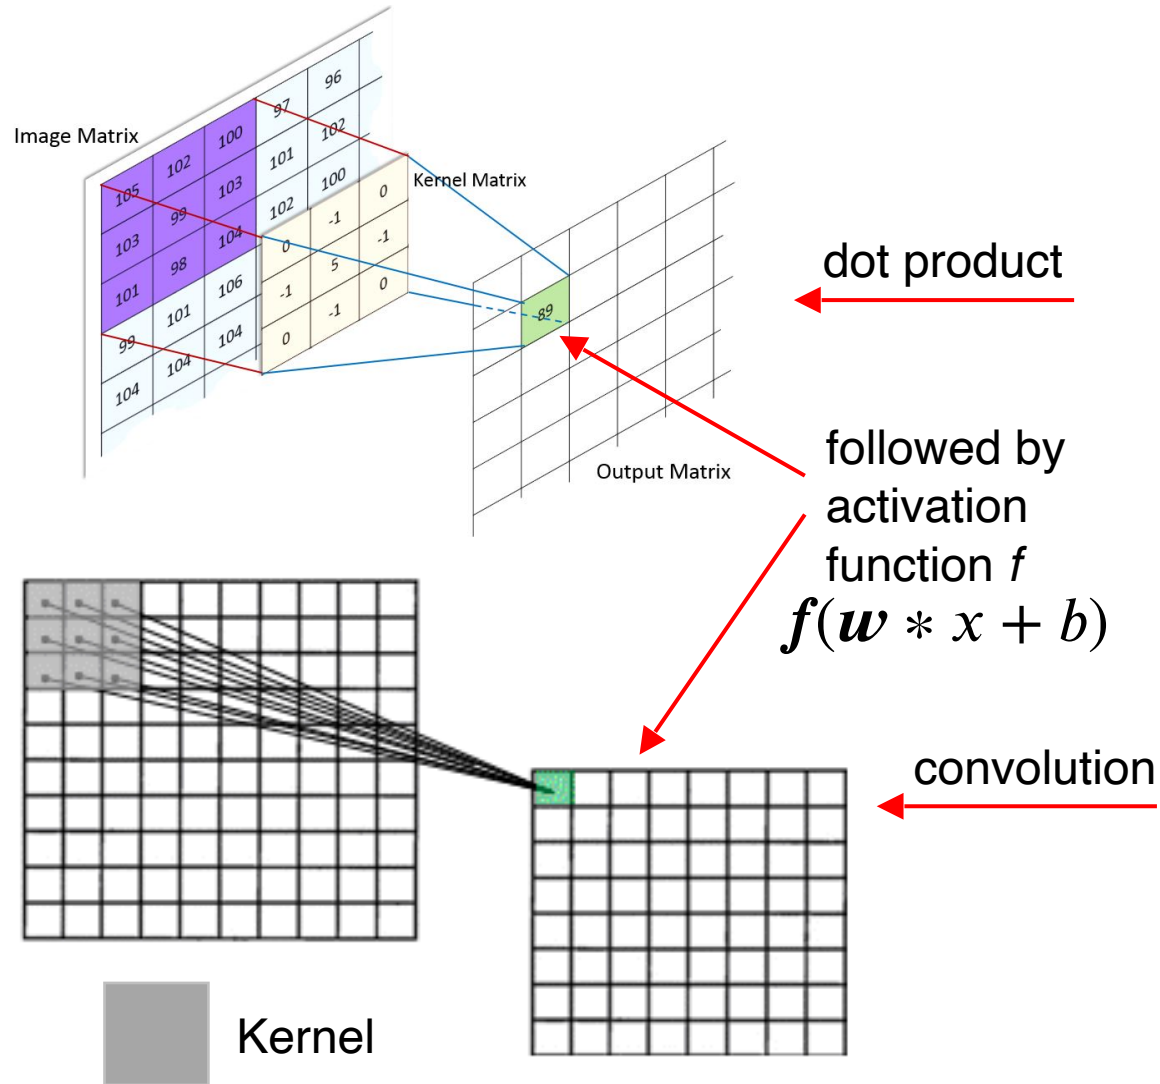 Image Matrix
105 102 100 97 96
103 99 103 101 102
101 98 104 102 100
99 101 106
104 104 104
Kernel Matrix
0 -1 0
-1 5 -1
0 -1 0
89
Output Matrix
dot product
followed by
activation
function f
f(w * x + b)
convolution
Kernel